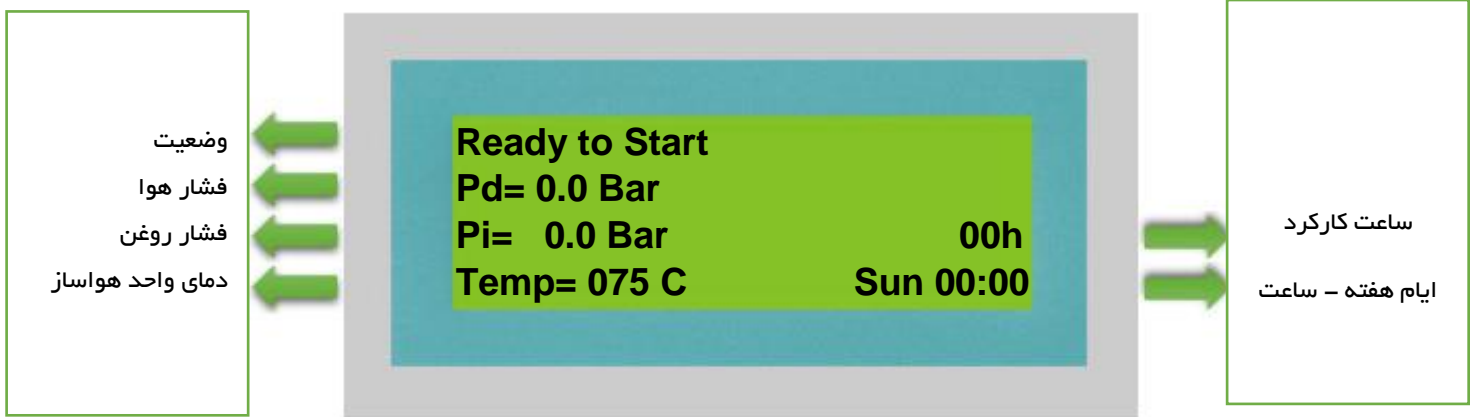 وضعیت
فشار هوا
فشار روغن
دمای واحد هواساز
Ready to Start
Pd= 0.0 Bar
Pi= 0.0 Bar 00h
Temp= 075 C Sun 00:00
ساعت کارکرد
ایام هفته – ساعت